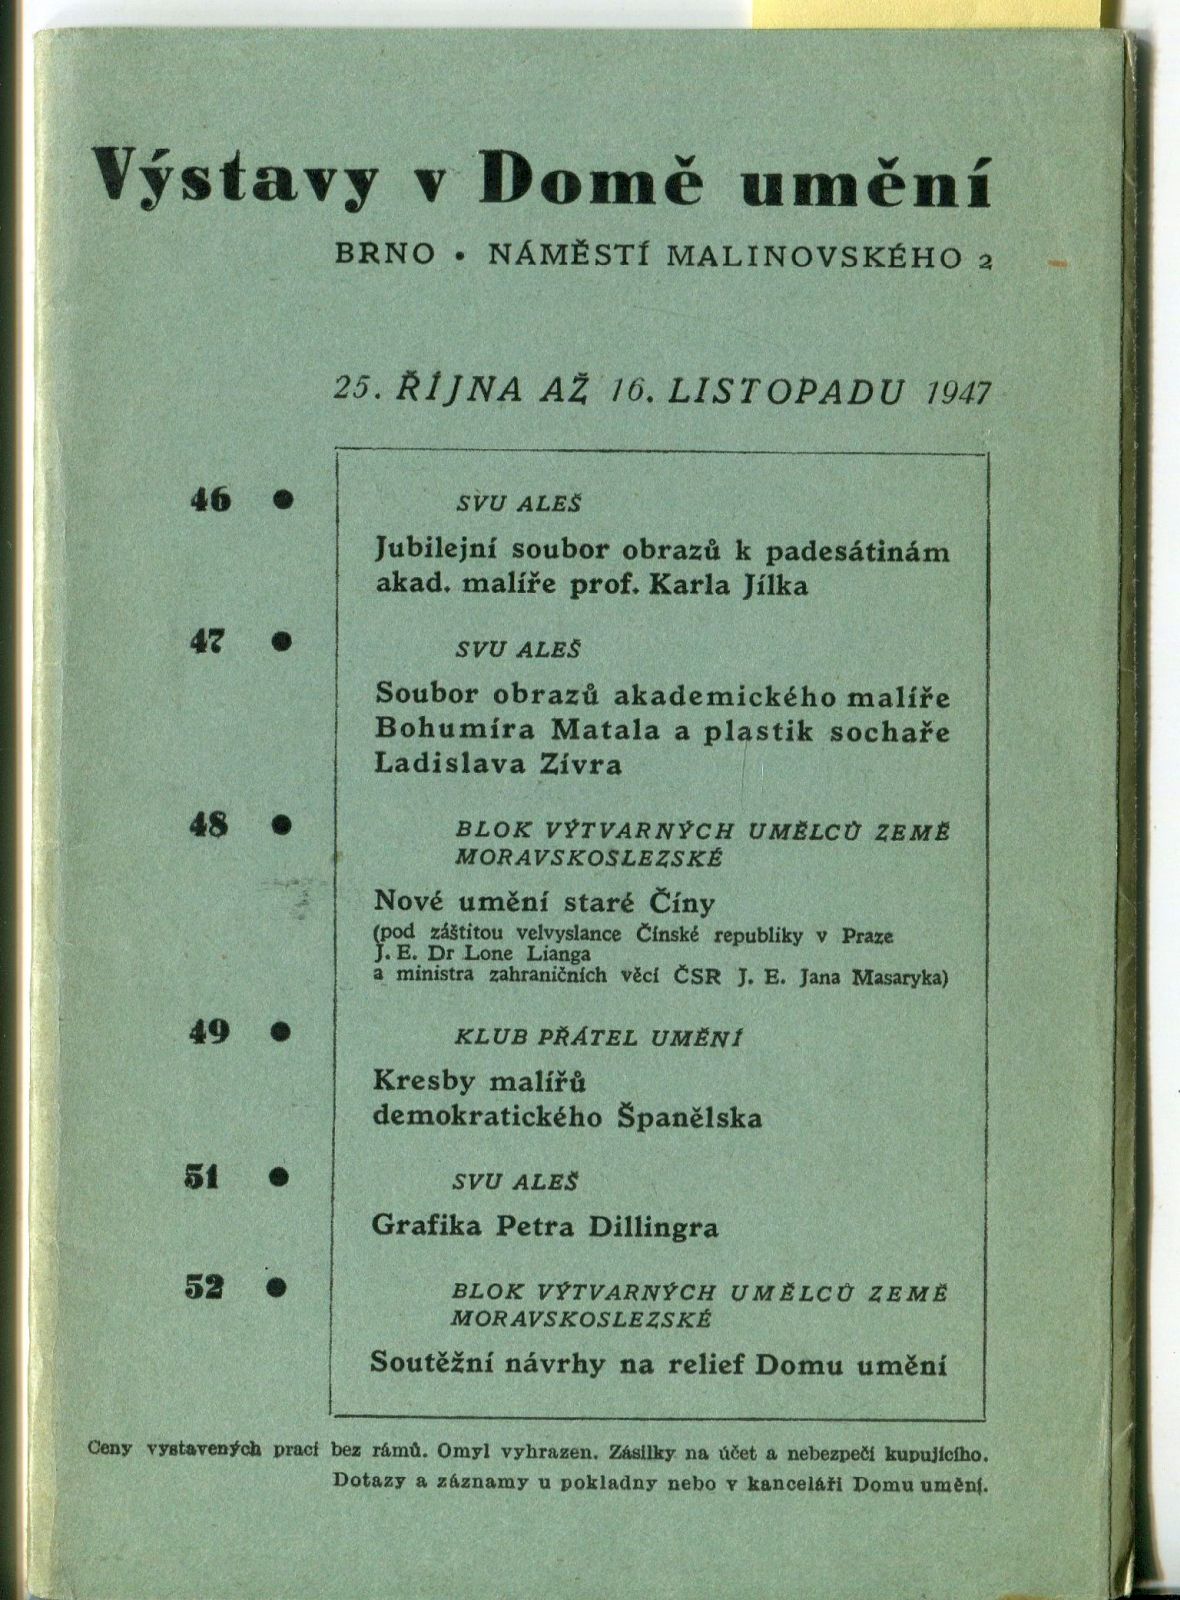 Výstavy v Domě umění
BRNO • NÁMĚSTÍ MALINOVSKÉHO 2
25. ŘÍJNA AŽ 16. LISTOPADU 1947
46 • SVU ALEŠ
Jubilejní soubor obrazů k padesátinám
akad. malíře prof. Karla Jílka
47 • SVU ALEŠ
Soubor obrazů akademického malíře
Bohumíra Matala a plastik sochaře
Ladislava Zívra
48 • BLOK VÝTVARNÝCH UMĚLCŮ ZEMĚ
MORAVSKOSLEZSKÉ
Nové umění staré Číny
(pod záštitou velvyslance Čínské republiky v Praze
J. E. Dr Lone Lianga
a ministra zahraničních věcí ČSR J. E. Jana Masaryka)
49 • KLUB PŘÁTEL UMĚNÍ
Kresby malířů
demokratického Španělska
51 • SVU ALEŠ
Grafika Petra Dillingra
52 • BLOK VÝTVARNÝCH UMĚLCŮ ZEMĚ
MORAVSKOSLEZSKÉ
Soutěžní návrhy na relief Domu umění
Ceny vystavených prací bez rámů. Omyl vyhrazen. Zásilky na účet a nebezpečí kupujícího.
Dotazy a záznamy u pokladny nebo v kanceláři Domu umění.